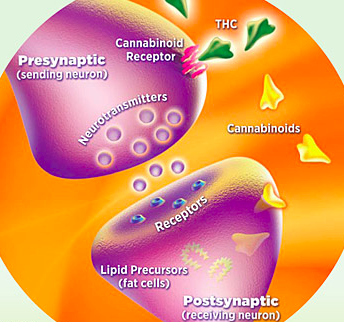 THC
Cannabinoid
Receptor
Presynaptic
(sending neuron)
Neurotransmitters
Cannabinoids
Receptors
Lipid Precursors
(fat cells)
Postsynaptic
(receiving neuron)